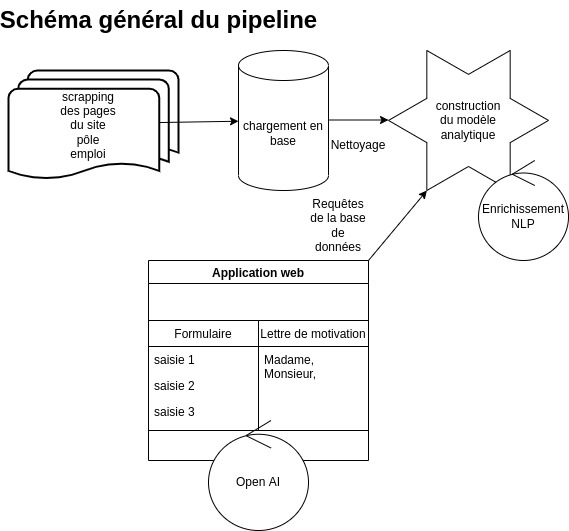 Schéma général du pipeline
scrapping
des pages
du site
pôle
emploi
chargement en
base
Nettoyage
construction
du modèle
analytique
Enrichissement
NLP
Requêtes
de la base
de
données
Application web
Formulaire
Lettre de motivation
saisie 1
saisie 2
saisie 3
Madame,
Monsieur,
Open AI